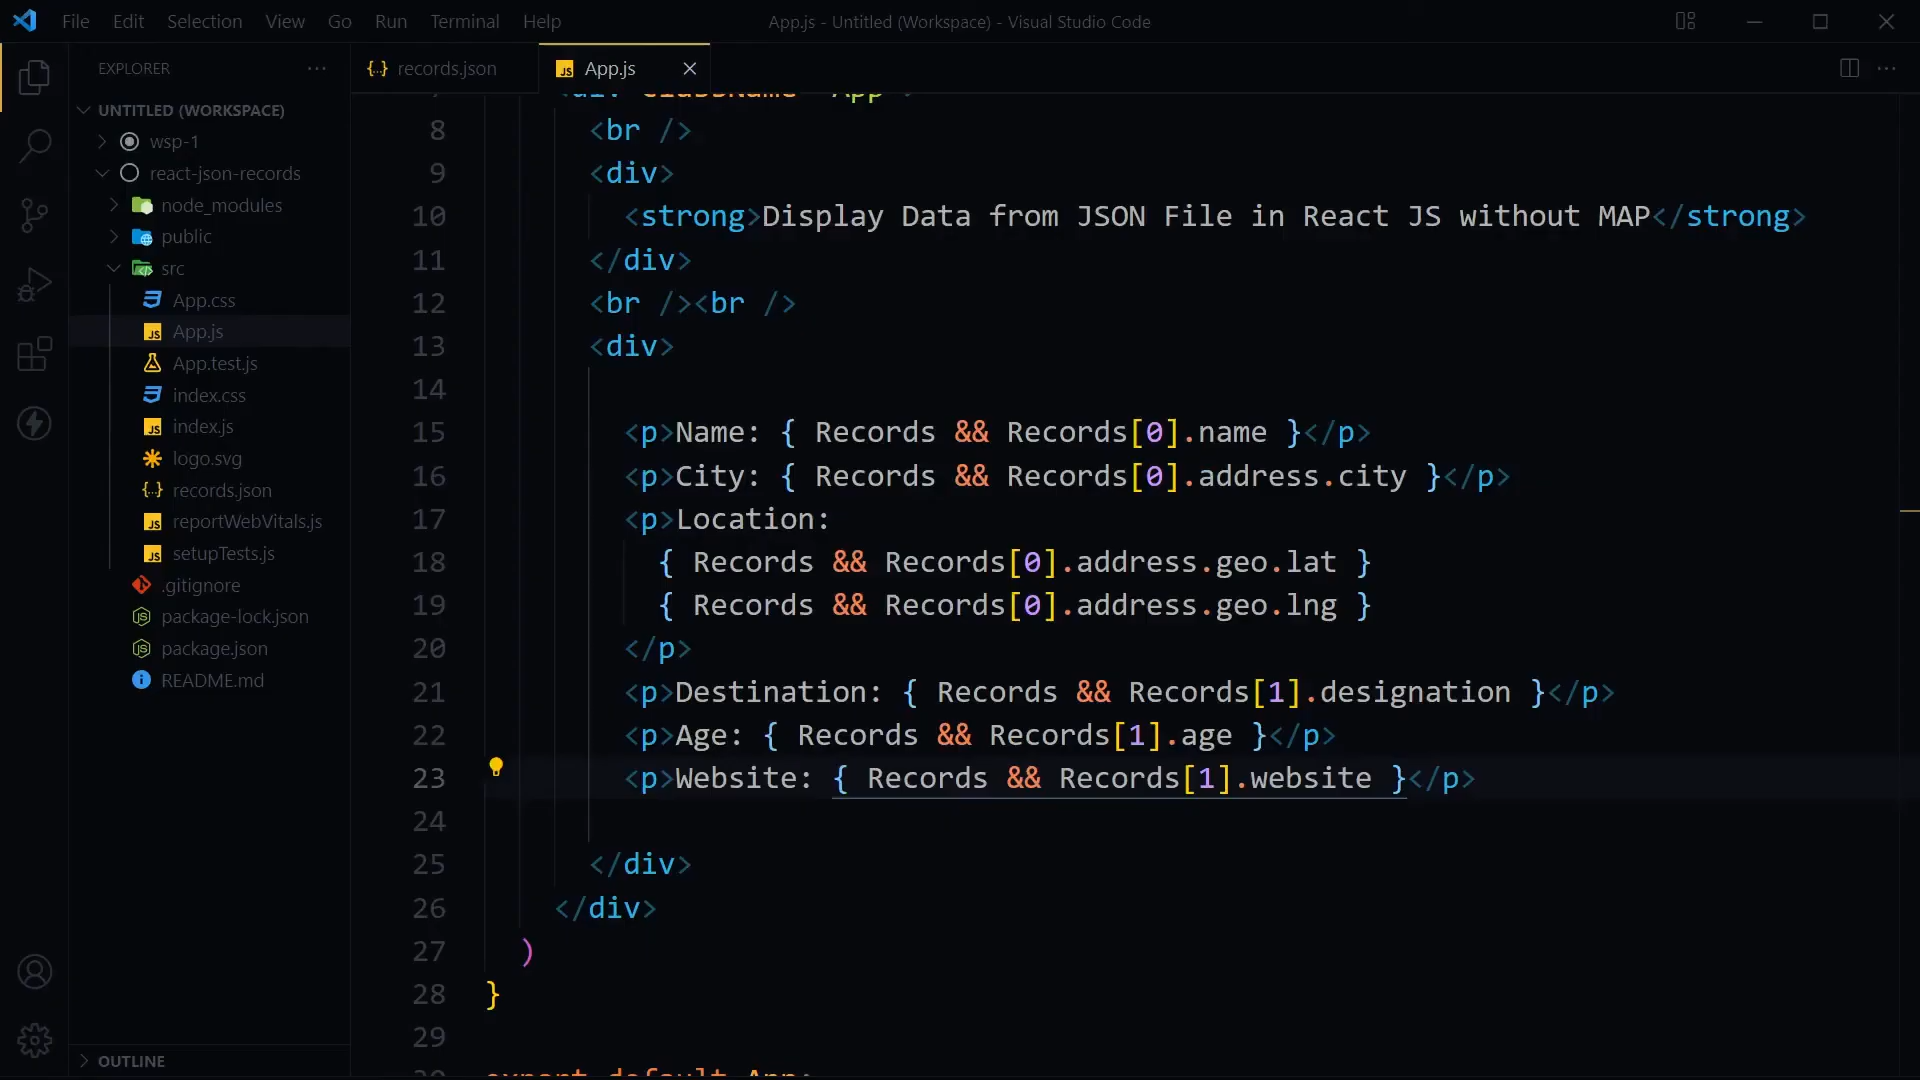 File Edit Selection View Go Run Terminal Help
App.js - Untitled (Workspace) - Visual Studio Code
EXPLORER
UNTITLED (WORKSPACE)
wsp-1
react-json-records
node_modules
public
src
App.css
App.js
App.test.js
index.css
index.js
logo.svg
records.json
reportWebVitals.js
setupTests.js
.gitignore
package-lock.json
package.json
README.md
OUTLINE
records.json
App.js
8 <br />
9 <div>
10 <strong>Display Data from JSON File in React JS without MAP</strong>
11 </div>
12 <br /><br />
13 <div>
14
15 <p>Name: { Records && Records[0].name }</p>
16 <p>City: { Records && Records[0].address.city }</p>
17 <p>Location:
18 { Records && Records[0].address.geo.lat }
19 { Records && Records[0].address.geo.lng }
20 </p>
21 <p>Destination: { Records && Records[1].designation }</p>
22 <p>Age: { Records && Records[1].age }</p>
23 <p>Website: { Records && Records[1].website }</p>
24
25 </div>
26 </div>
27 )
28 }
29
export default App;